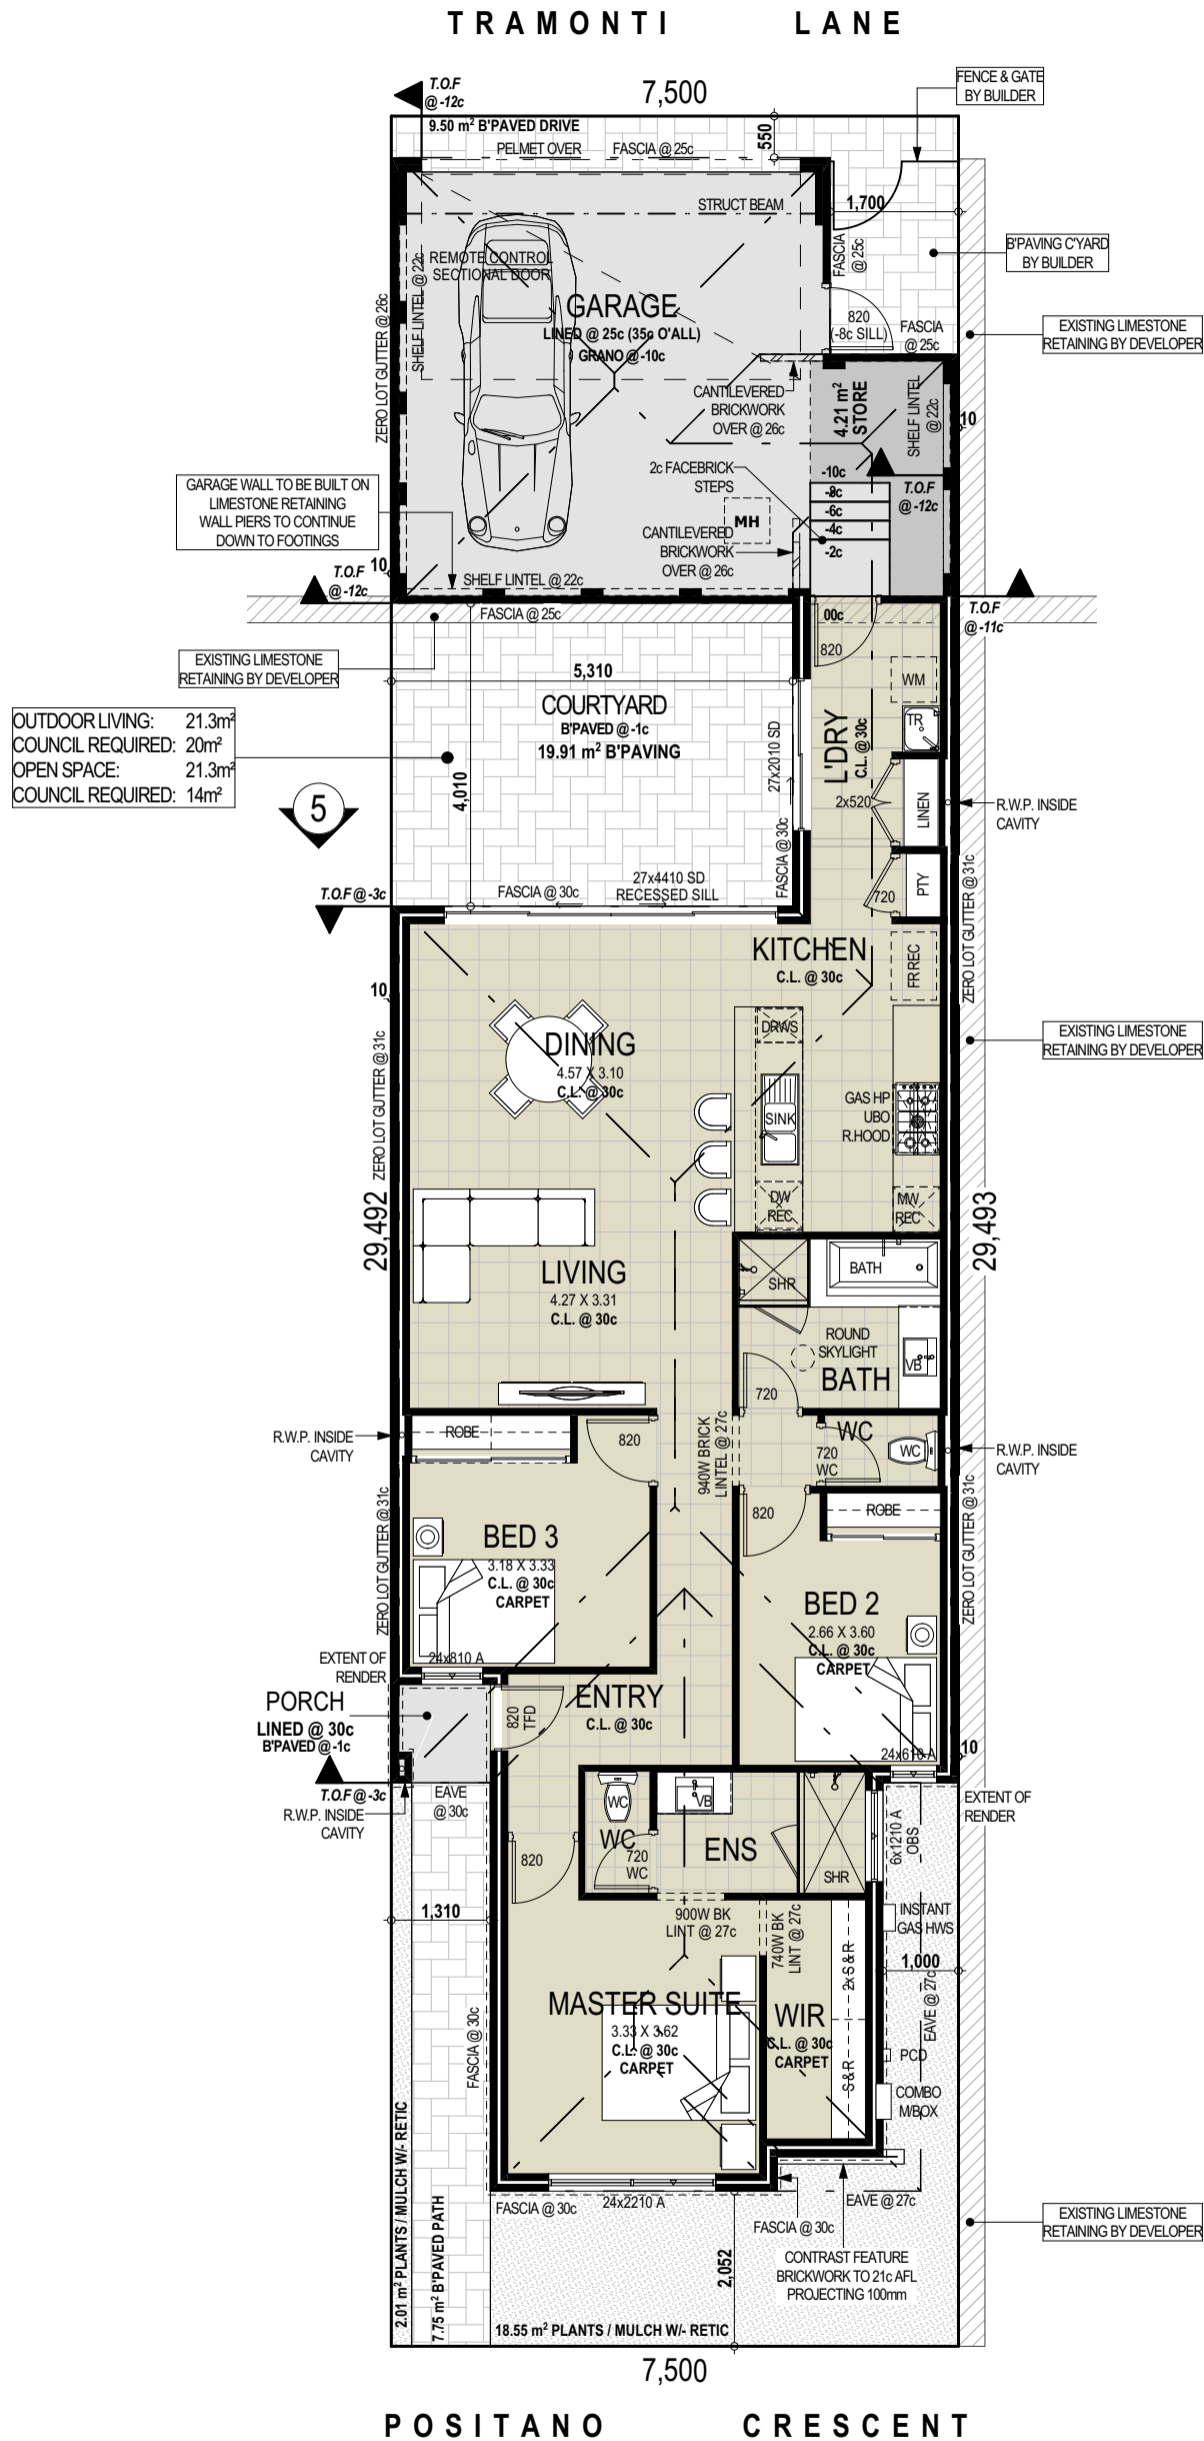 TRAMONTI LANE
T.O.F
@ -12c
7,500
FENCE & GATE
BY BUILDER
9.50 m² B'PAVED DRIVE
550
PELMET OVER
FASCIA @ 25c
STRUCT BEAM
1,700
FASCIA
@ 25c
B'PAVING C'YARD
BY BUILDER
REMOTE CONTROL
SECTIONAL DOOR
SHELF LINTEL @ 22c
ZERO LOT GUTTER @ 26c
GARAGE
LINED @ 25c (35c O'ALL)
GRANO @ -10c
820
(-8c SILL)
FASCIA
@ 25c
EXISTING LIMESTONE
RETAINING BY DEVELOPER
CANTILEVERED
BRICKWORK
OVER @ 26c
4.21 m²
STORE
SHELF LINTEL
@ 22c
10
2c FACEBRICK
STEPS
-10c
-8c
-6c
-4c
-2c
T.O.F
@ -12c
GARAGE WALL TO BE BUILT ON
LIMESTONE RETAINING
WALL PIERS TO CONTINUE
DOWN TO FOOTINGS
MH
CANTILEVERED
BRICKWORK
OVER @ 26c
10
T.O.F
@ -12c
SHELF LINTEL @ 22c
FASCIA @ 25c
00c
820
T.O.F
@ -11c
EXISTING LIMESTONE
RETAINING BY DEVELOPER
5,310
COURTYARD
B'PAVED @ -1c
19.91 m² B'PAVING
4,010
27x2010 SD
FASCIA @ 30c
L'DRY
C.L. @ 30c
WM
TR
OUTDOOR LIVING: 21.3m²
COUNCIL REQUIRED: 20m²
OPEN SPACE: 21.3m²
COUNCIL REQUIRED: 14m²
5
2x520
LINEN
R.W.P. INSIDE
CAVITY
PTY
720
T.O.F @ -3c
FASCIA @ 30c
27x4410 SD
RECESSED SILL
ZERO LOT GUTTER @ 31c
KITCHEN
C.L. @ 30c
FR REC
10
DINING
4.57 X 3.10
C.L. @ 30c
DRWS
EXISTING LIMESTONE
RETAINING BY DEVELOPER
ZERO LOT GUTTER @ 31c
SINK
GAS HP
UBO
R.HOOD
DW
REC
MW
REC
29,492
29,493
LIVING
4.27 X 3.31
C.L. @ 30c
SHR
BATH
ROUND
SKYLIGHT
VB
BATH
720
R.W.P. INSIDE
CAVITY
ROBE
820
940W BRICK
LINTEL @ 27c
WC
720
WC
WC
R.W.P. INSIDE
CAVITY
ZERO LOT GUTTER @ 31c
ROBE
820
ZERO LOT GUTTER @ 31c
BED 3
3.18 X 3.33
C.L. @ 30c
CARPET
BED 2
2.66 X 3.60
C.L. @ 30c
CARPET
EXTENT OF
RENDER
24x810 A
PORCH
LINED @ 30c
B'PAVED @ -1c
820
TFD
ENTRY
C.L. @ 30c
24x610 A
10
T.O.F @ -3c
R.W.P. INSIDE
CAVITY
EAVE
@ 30c
EXTENT OF
RENDER
WC
VB
WC
720
WC
ENS
SHR
6x1210 A
OBS
820
1,310
900W BK
LINT @ 27c
740W BK
LINT @ 27c
INSTANT
GAS HWS
2x S&R
1,000
EAVE @ 27c
MASTER SUITE
3.33 X 3.62
C.L. @ 30c
CARPET
WIR
C.L. @ 30c
CARPET
S&R
PCD
COMBO
M/BOX
FASCIA @ 30c
2.01 m² PLANTS / MULCH W/- RETIC
7.75 m² B'PAVED PATH
FASCIA @ 30c
24x2210 A
EAVE @ 27c
FASCIA @ 30c
EXISTING LIMESTONE
RETAINING BY DEVELOPER
2,052
CONTRAST FEATURE
BRICKWORK TO 21c AFL
PROJECTING 100mm
18.55 m² PLANTS / MULCH W/- RETIC
7,500
POSITANO CRESCENT